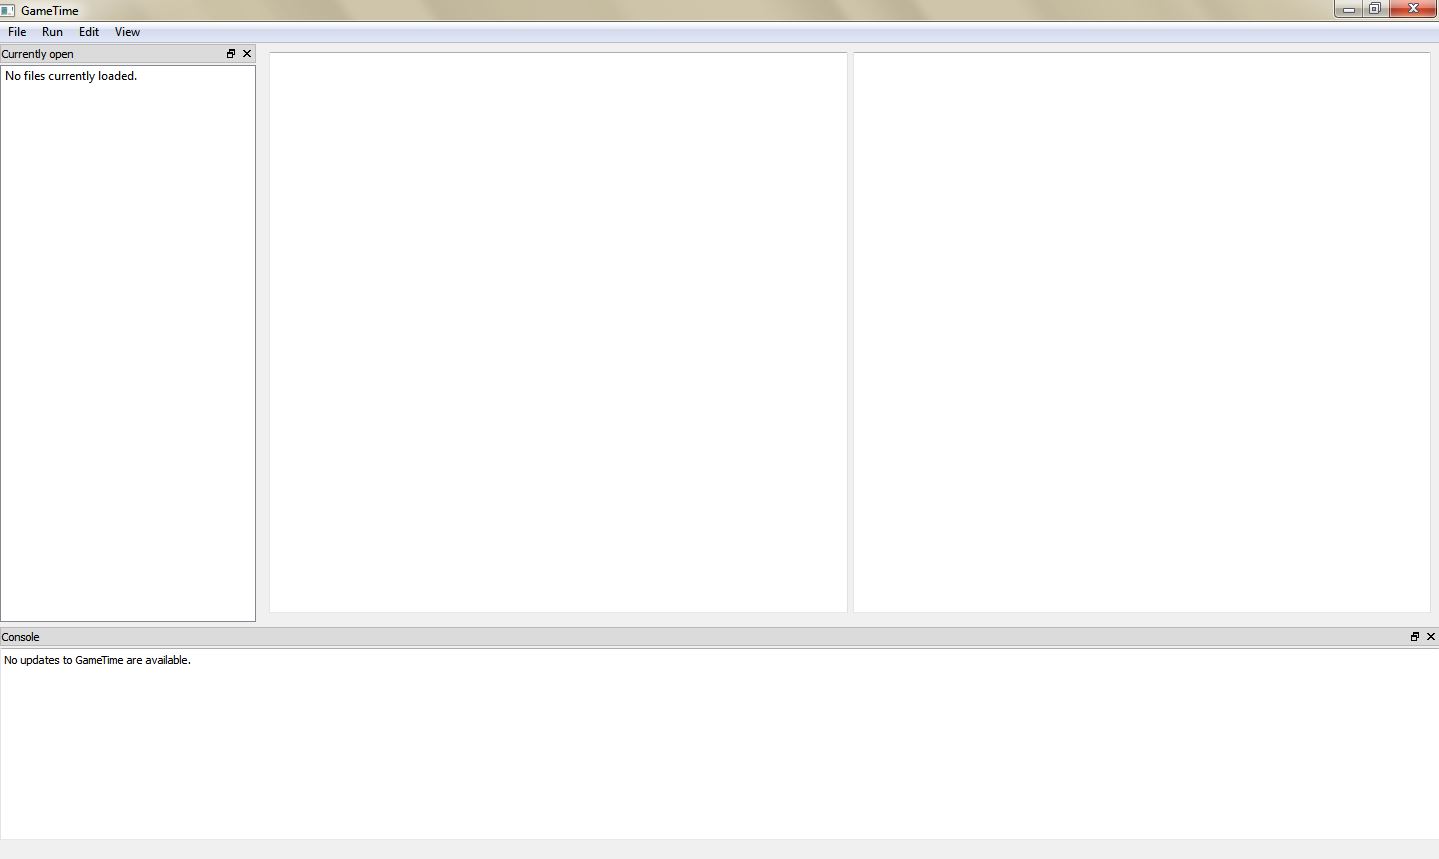 GameTime
File Run Edit View
Currently open
No files currently loaded.
Console
No updates to GameTime are available.